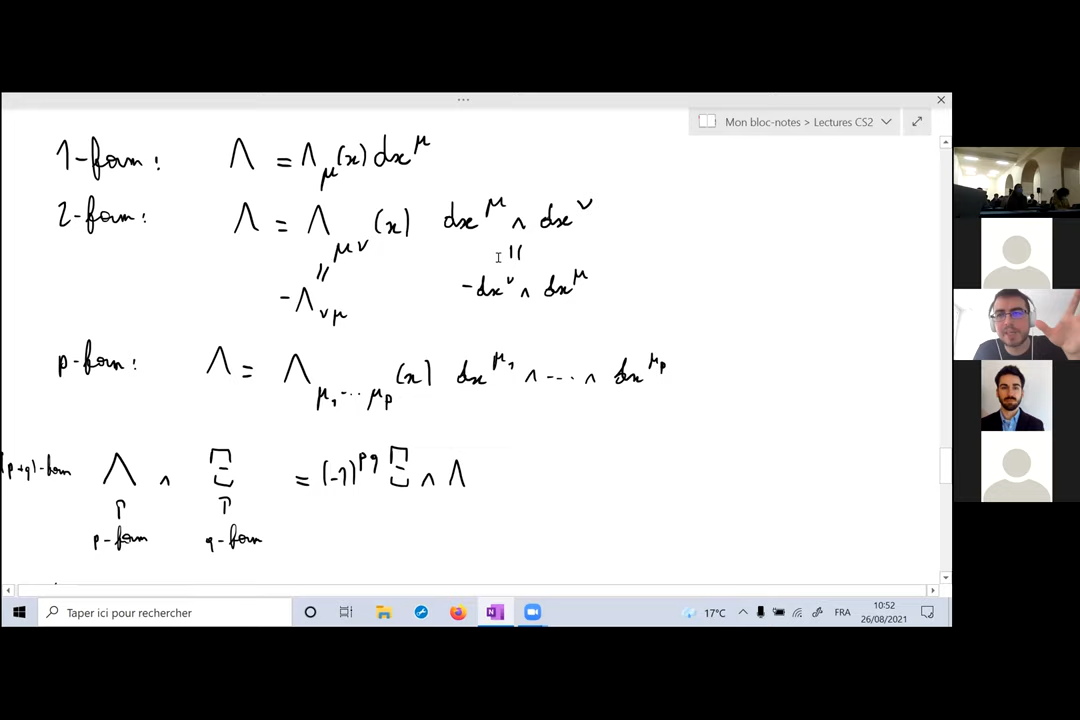 Mon bloc-notes > Lectures CS2
1-form: Λ = Λ_μ(x) dx^μ
2-form: Λ = Λ_μν (x) dx^μ ∧ dx^ν
= =
-Λ_νμ -dx^ν ∧ dx^μ
p-form: Λ = Λ_μ₁...μ_p (x) dx^μ₁ ∧ --- ∧ dx^μ_p
(p+q)-form Λ ∧ Ξ = (-1)^pq Ξ ∧ Λ
↑ ↑
p-form q-form
Taper ici pour rechercher
17°C
FRA
10:52
26/08/2021